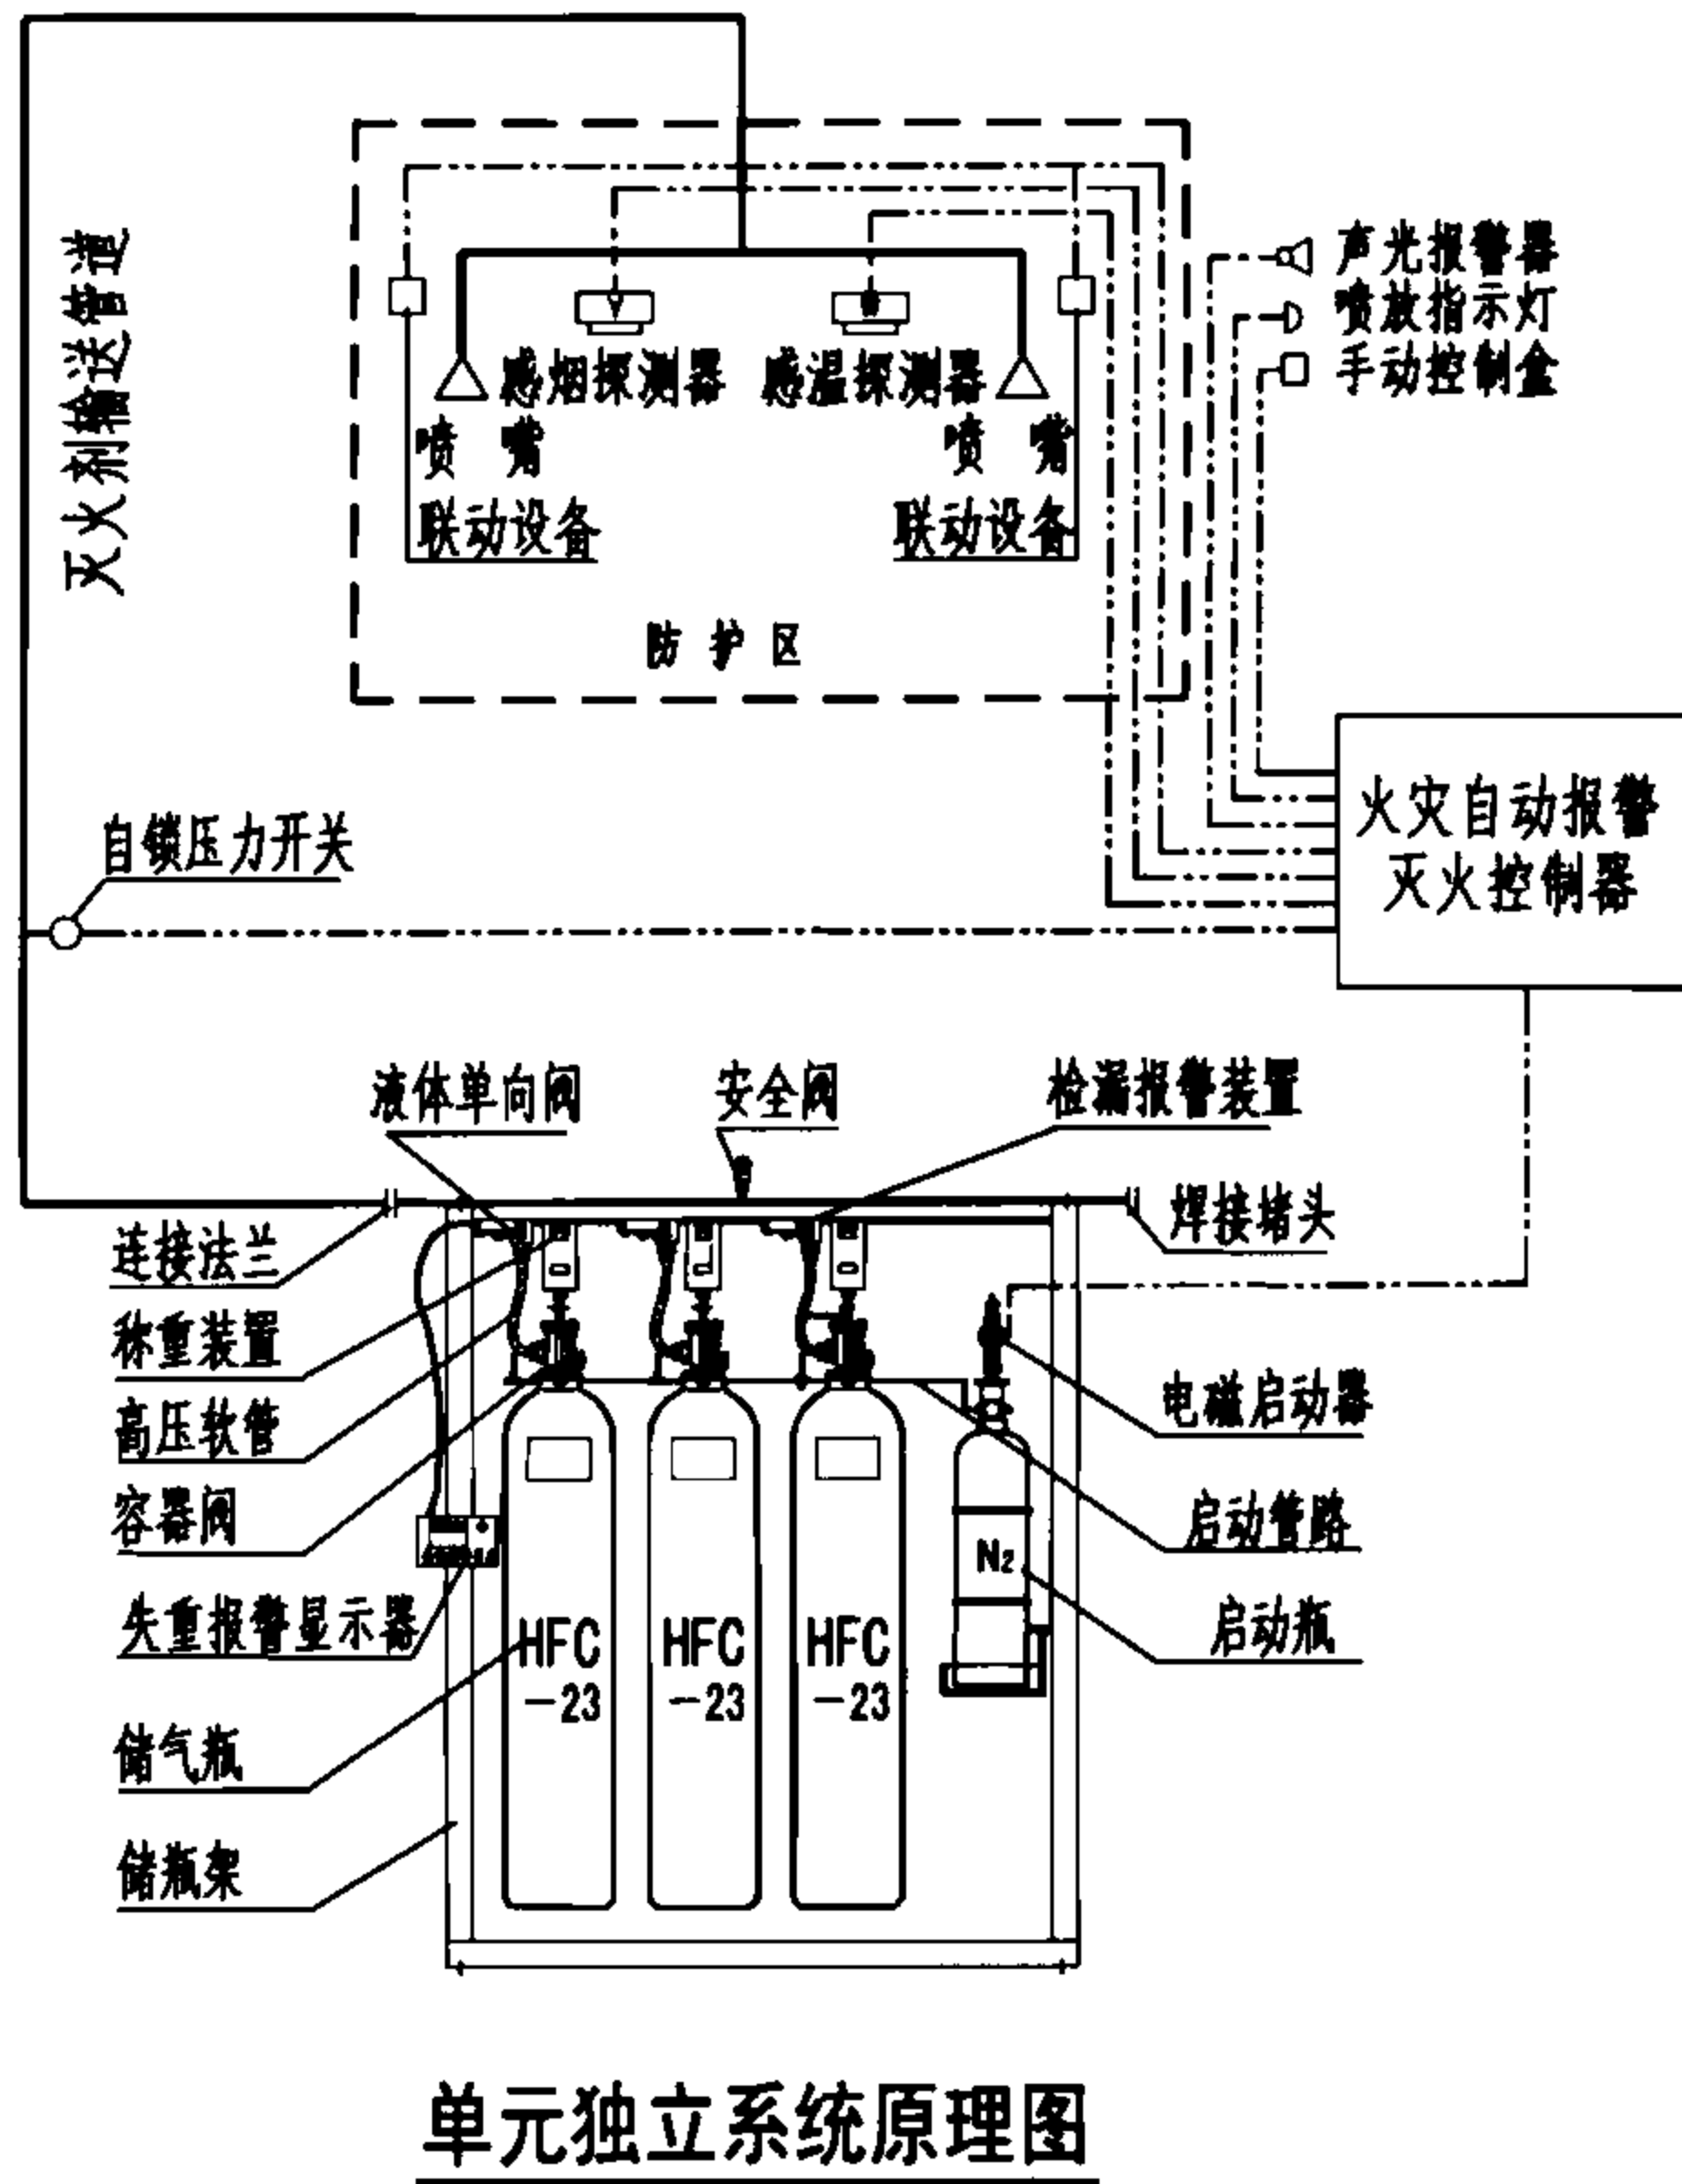 灭火剂输送管道
声光报警器
喷放指示灯
手动控制盒
感烟探测器
感温探测器
喷 嘴
喷 嘴
联动设备
联动设备
防 护 区
火灾自动报警
灭火控制器
自锁压力开关
液体单向阀
安全阀
检漏报警装置
连接法兰
焊接堵头
称重装置
高压软管
电磁启动器
容器阀
启动管路
N2
失重报警显示器
启动瓶
HFC
-23
HFC
-23
HFC
-23
储气瓶
储瓶架
单元独立系统原理图